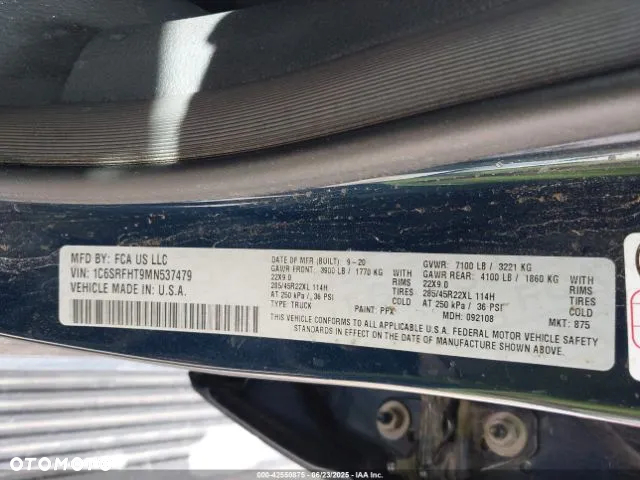 MFD BY: FCA US LLC
VIN: 1C6SRFHT9MN537479
VEHICLE MADE IN: U.S.A.
DATE OF MFR (BUILT) 9-20
GAWR FRONT: 3900 LB / 1770 KG WITH
22X9.0 RIMS
285/45R22XL 114H TIRES
AT 250 kPa / 36 PSI COLD
TYPE: TRUCK PAINT: PPX
GVWR: 7100 LB / 3221 KG
GAWR REAR: 4100 LB / 1860 KG WITH
22X9.0 RIMS
285/45R22XL 114H TIRES
AT 250 kPa / 36 PSI COLD
MDH: 092108 MKT: 875
THIS VEHICLE CONFORMS TO ALL APPLICABLE U.S.A. FEDERAL MOTOR VEHICLE SAFETY
STANDARDS IN EFFECT ON THE DATE OF MANUFACTURE SHOWN ABOVE.
OTOMOTO
000-42550875 - 06/23/2025 - IAA Inc.